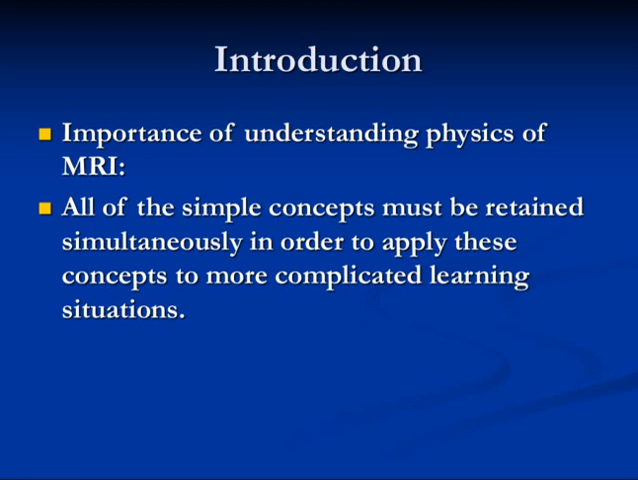 Introduction
Importance of understanding physics of
MRI:
All of the simple concepts must be retained
simultaneously in order to apply these
concepts to more complicated learning
situations.